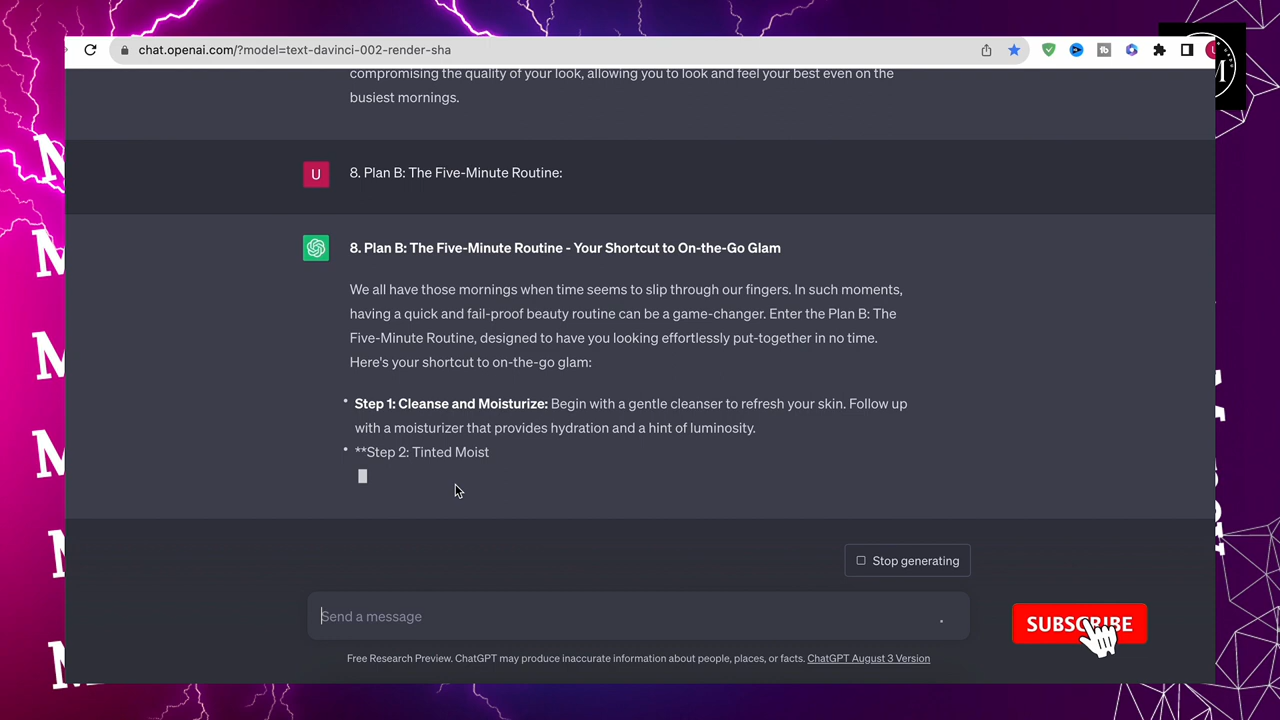 chat.openai.com/?model=text-davinci-002-render-sha
compromising the quality of your look, allowing you to look and feel your best even on the
busiest mornings.
U
8. Plan B: The Five-Minute Routine:
8. Plan B: The Five-Minute Routine - Your Shortcut to On-the-Go Glam
We all have those mornings when time seems to slip through our fingers. In such moments,
having a quick and fail-proof beauty routine can be a game-changer. Enter the Plan B: The
Five-Minute Routine, designed to have you looking effortlessly put-together in no time.
Here's your shortcut to on-the-go glam:
• Step 1: Cleanse and Moisturize: Begin with a gentle cleanser to refresh your skin. Follow up
with a moisturizer that provides hydration and a hint of luminosity.
• **Step 2: Tinted Moist
Stop generating
Send a message
SUBSCRIBE
Free Research Preview. ChatGPT may produce inaccurate information about people, places, or facts. ChatGPT August 3 Version